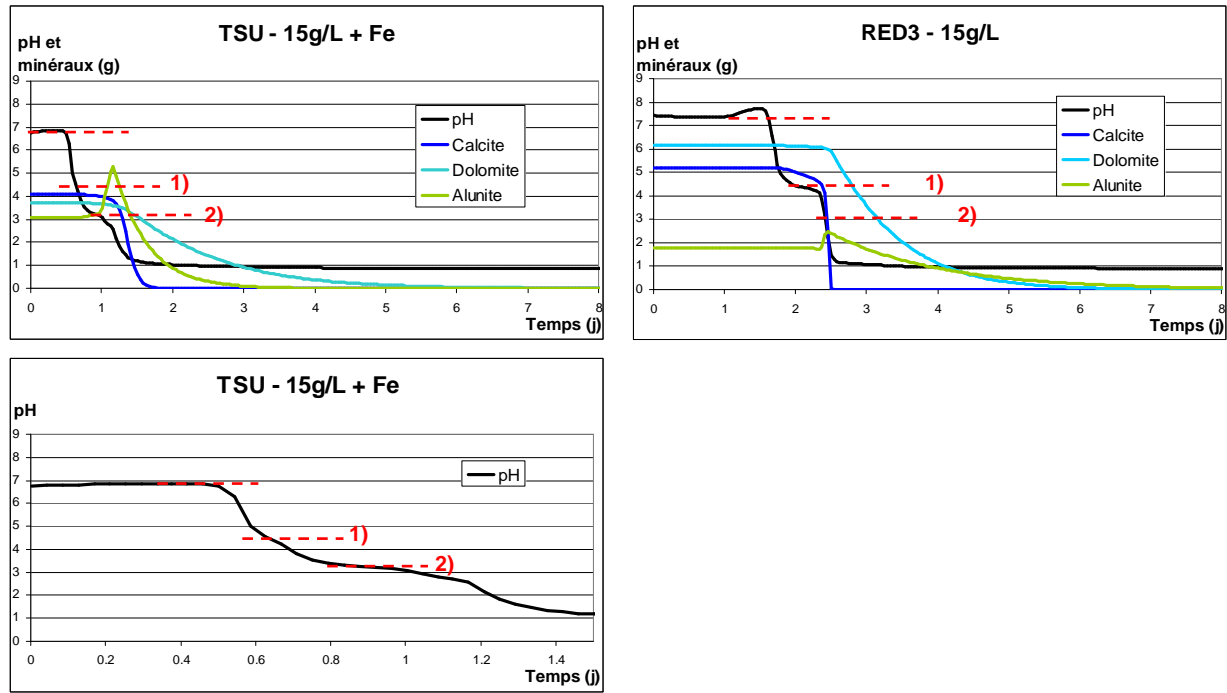 TSU - 15g/L + Fe
pH et
minéraux (g)
9
8
7
6
5
4
3
2
1
0
pH
Calcite
Dolomite
Alunite
1)
2)
0 1 2 3 4 5 6 7 8
Temps (j)
RED3 - 15g/L
pH et
minéraux (g)
9
8
7
6
5
4
3
2
1
0
pH
Calcite
Dolomite
Alunite
1)
2)
0 1 2 3 4 5 6 7 8
Temps (j)
TSU - 15g/L + Fe
pH
9
8
7
6
5
4
3
2
1
0
pH
1)
2)
0 0.2 0.4 0.6 0.8 1 1.2 1.4
Temps (j)